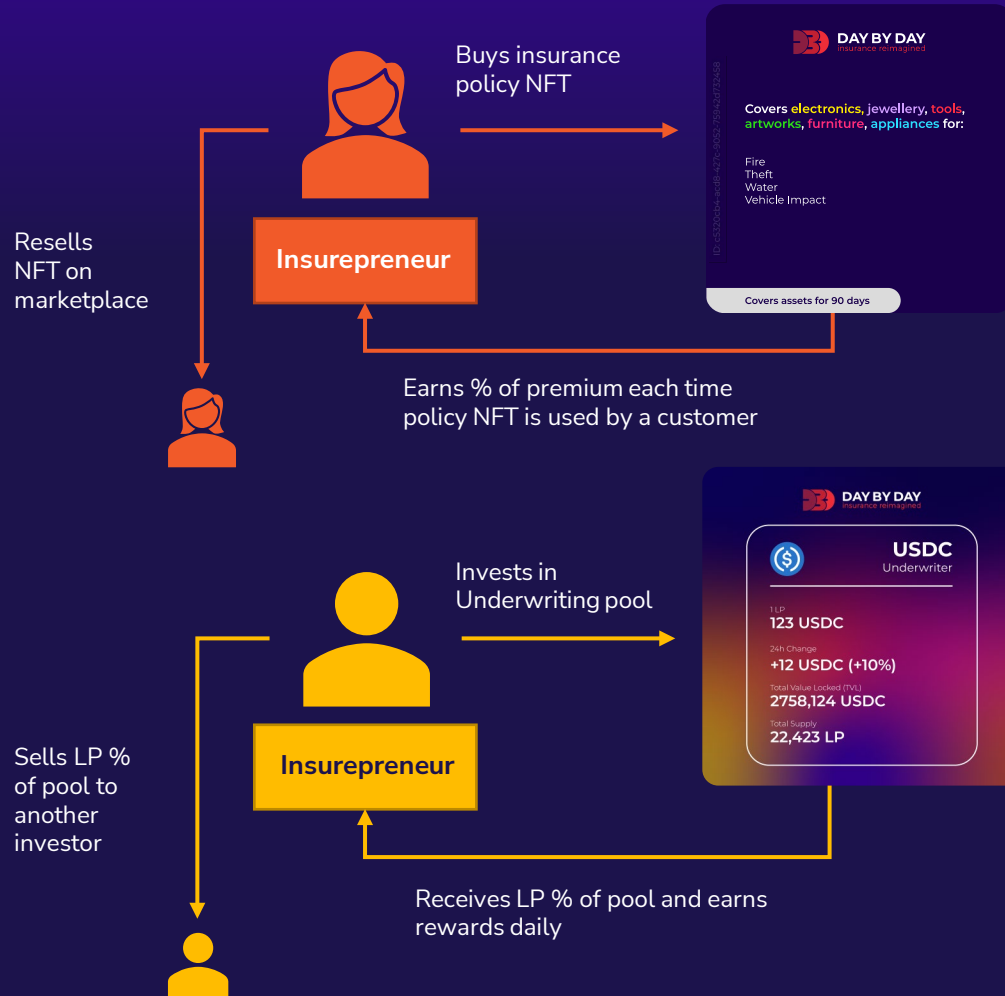 Buys insurance
policy NFT
DAY BY DAY
insurance reimagined
Covers electronics, jewellery, tools,
artworks, furniture, appliances for:
Fire
Theft
Water
Vehicle Impact
Covers assets for 90 days
Insurepreneur
Resells
NFT on
marketplace
Earns % of premium each time
policy NFT is used by a customer
Invests in
Underwriting pool
DAY BY DAY
insurance reimagined
USDC
Underwriter
1 LP
123 USDC
24h Change
+12 USDC (+10%)
Total Value Locked (TVL)
2758,124 USDC
Total Supply
22,423 LP
Insurepreneur
Sells LP %
of pool to
another
investor
Receives LP % of pool and earns
rewards daily